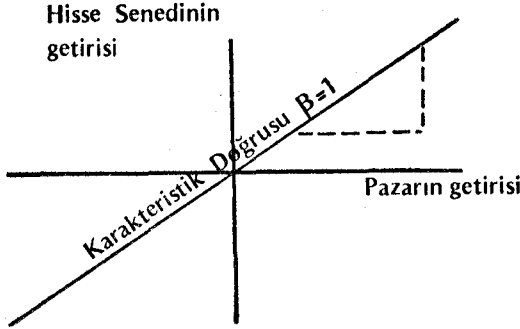 Hisse Senedinin
getirisi
Karakteristik Doğrusu β=1
Pazarın getirisi